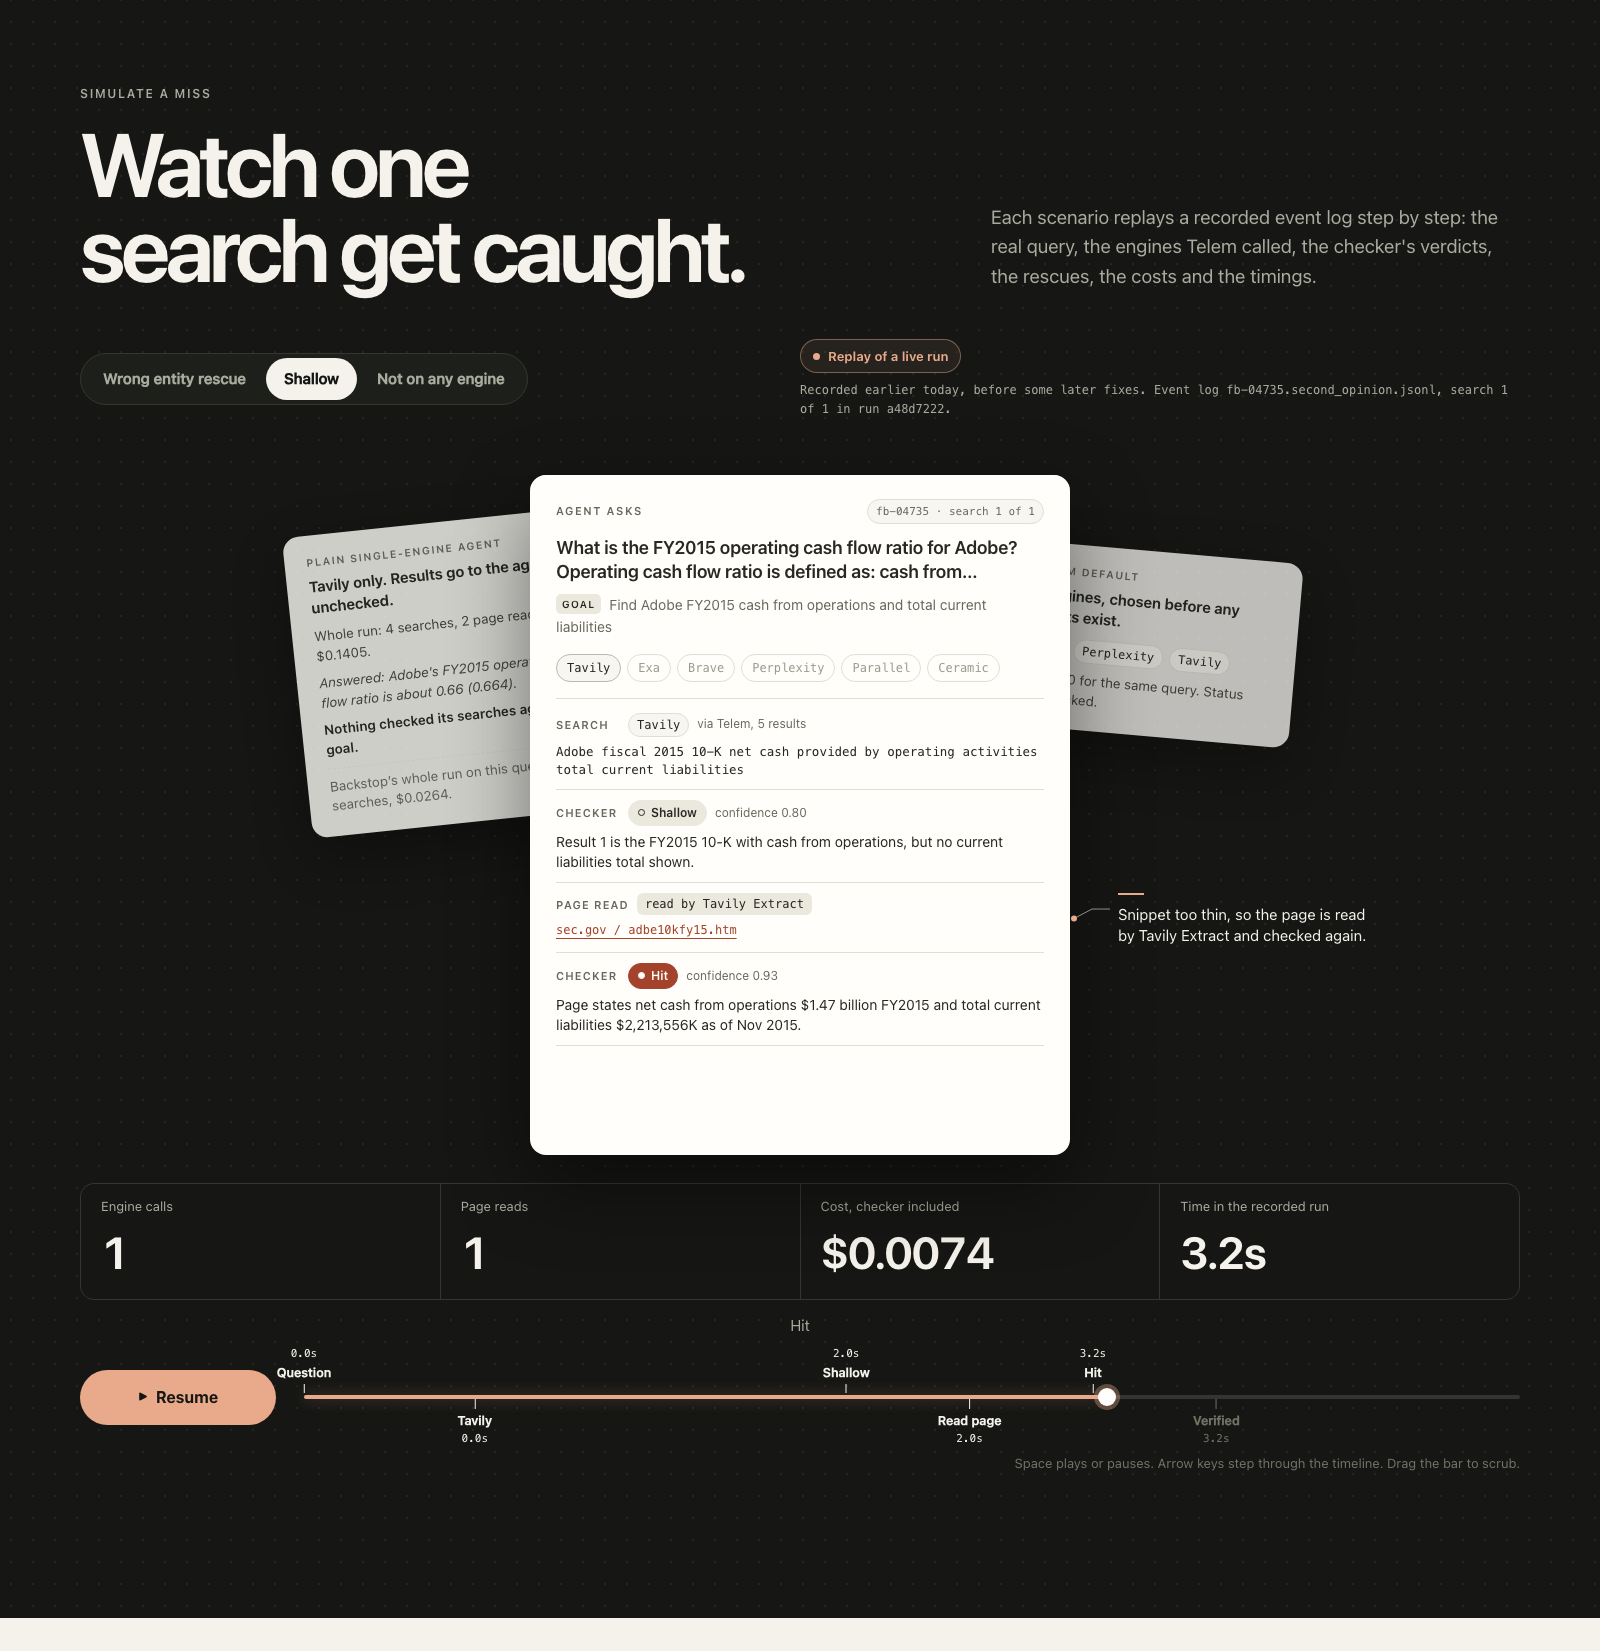 SIMULATE A MISS
Watch one
search get caught.
Each scenario replays a recorded event log step by step: the
real query, the engines Telem called, the checker's verdicts,
the rescues, the costs and the timings.
Wrong entity rescue
Shallow
Not on any engine
Replay of a live run
Recorded earlier today, before some later fixes. Event log fb-04735.second_opinion.jsonl, search 1
of 1 in run a48d7222.
PLAIN SINGLE-ENGINE AGENT
Tavily only. Results go to the
unchecked.
Whole run: 4 searches, 2 page
$0.1405.
Answered: Adobe's FY2015
flow ratio is about 0.66 (0.664).
Nothing checked its searches
goal.
Backstop's whole run on this
searches, $0.0264.
AGENT ASKS
fb-04735 · search 1 of 1
What is the FY2015 operating cash flow ratio for Adobe?
Operating cash flow ratio is defined as: cash from...
GOAL Find Adobe FY2015 cash from operations and total current
liabilities
Tavily Exa Brave Perplexity Parallel Ceramic
SEARCH Tavily via Telem, 5 results
Adobe fiscal 2015 10-K net cash provided by operating activities
total current liabilities
CHECKER Shallow confidence 0.80
Result 1 is the FY2015 10-K with cash from operations, but no current
liabilities total shown.
PAGE READ read by Tavily Extract
sec.gov / adbe10kfy15.htm
CHECKER Hit confidence 0.93
Page states net cash from operations $1.47 billion FY2015 and total current
liabilities $2,213,556K as of Nov 2015.
DEFAULT
chosen before any
exist.
Perplexity Tavily
for the same query. Status
Snippet too thin, so the page is read
by Tavily Extract and checked again.
Engine calls
1
Page reads
1
Cost, checker included
$0.0074
Time in the recorded run
3.2s
Hit
Resume
0.0s
Question
Tavily
0.0s
2.0s
Shallow
Read page
2.0s
3.2s
Hit
Verified
3.2s
Space plays or pauses. Arrow keys step through the timeline. Drag the bar to scrub.